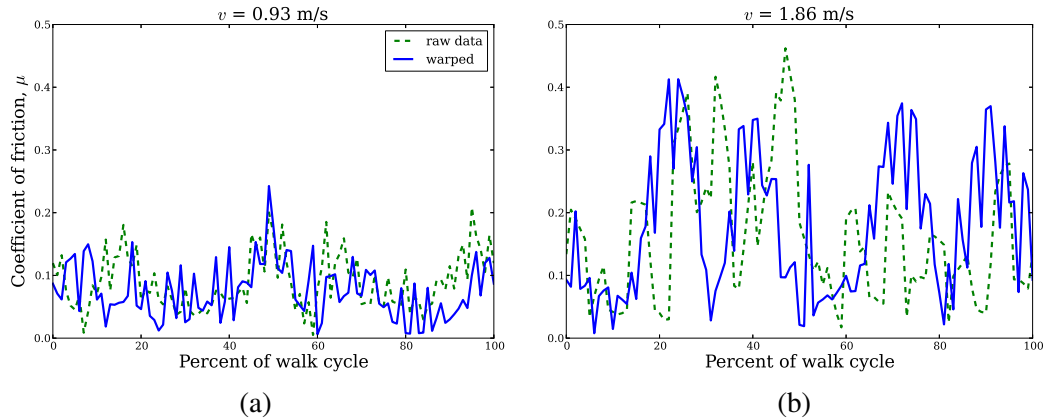 v = 0.93 m/s
v = 1.86 m/s
Coefficient of friction, μ
0.5
0.4
0.3
0.2
0.1
0.0
raw data
warped
0 20 40 60 80 100
Percent of walk cycle
(a)
0.5
0.4
0.3
0.2
0.1
0.0
0 20 40 60 80 100
Percent of walk cycle
(b)